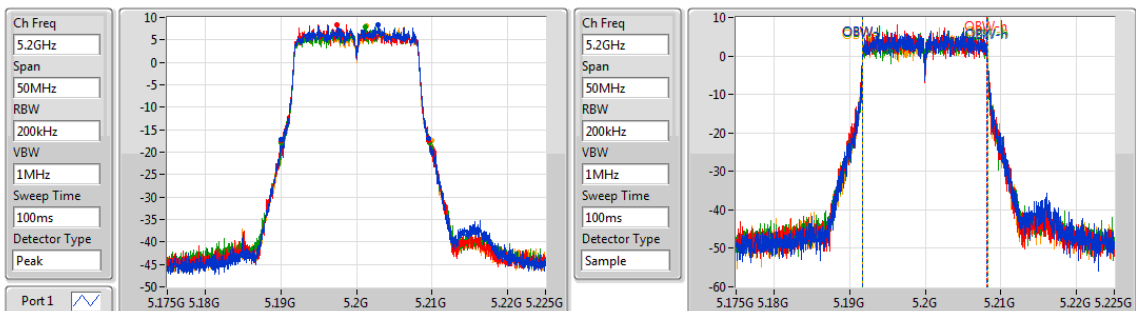 Ch Freq
5.2GHz
Span
50MHz
RBW
200kHz
VBW
1MHz
Sweep Time
100ms
Detector Type
Peak
Port 1
10
5
0
-5
-10
-15
-20
-25
-30
-35
-40
-45
-50
5.175G 5.18G 5.19G 5.2G 5.21G 5.22G 5.225G
Ch Freq
5.2GHz
Span
50MHz
RBW
200kHz
VBW
1MHz
Sweep Time
100ms
Detector Type
Sample
10
0
-10
-20
-30
-40
-50
-60
OBW-h
5.175G 5.18G 5.19G 5.2G 5.21G 5.22G 5.225G